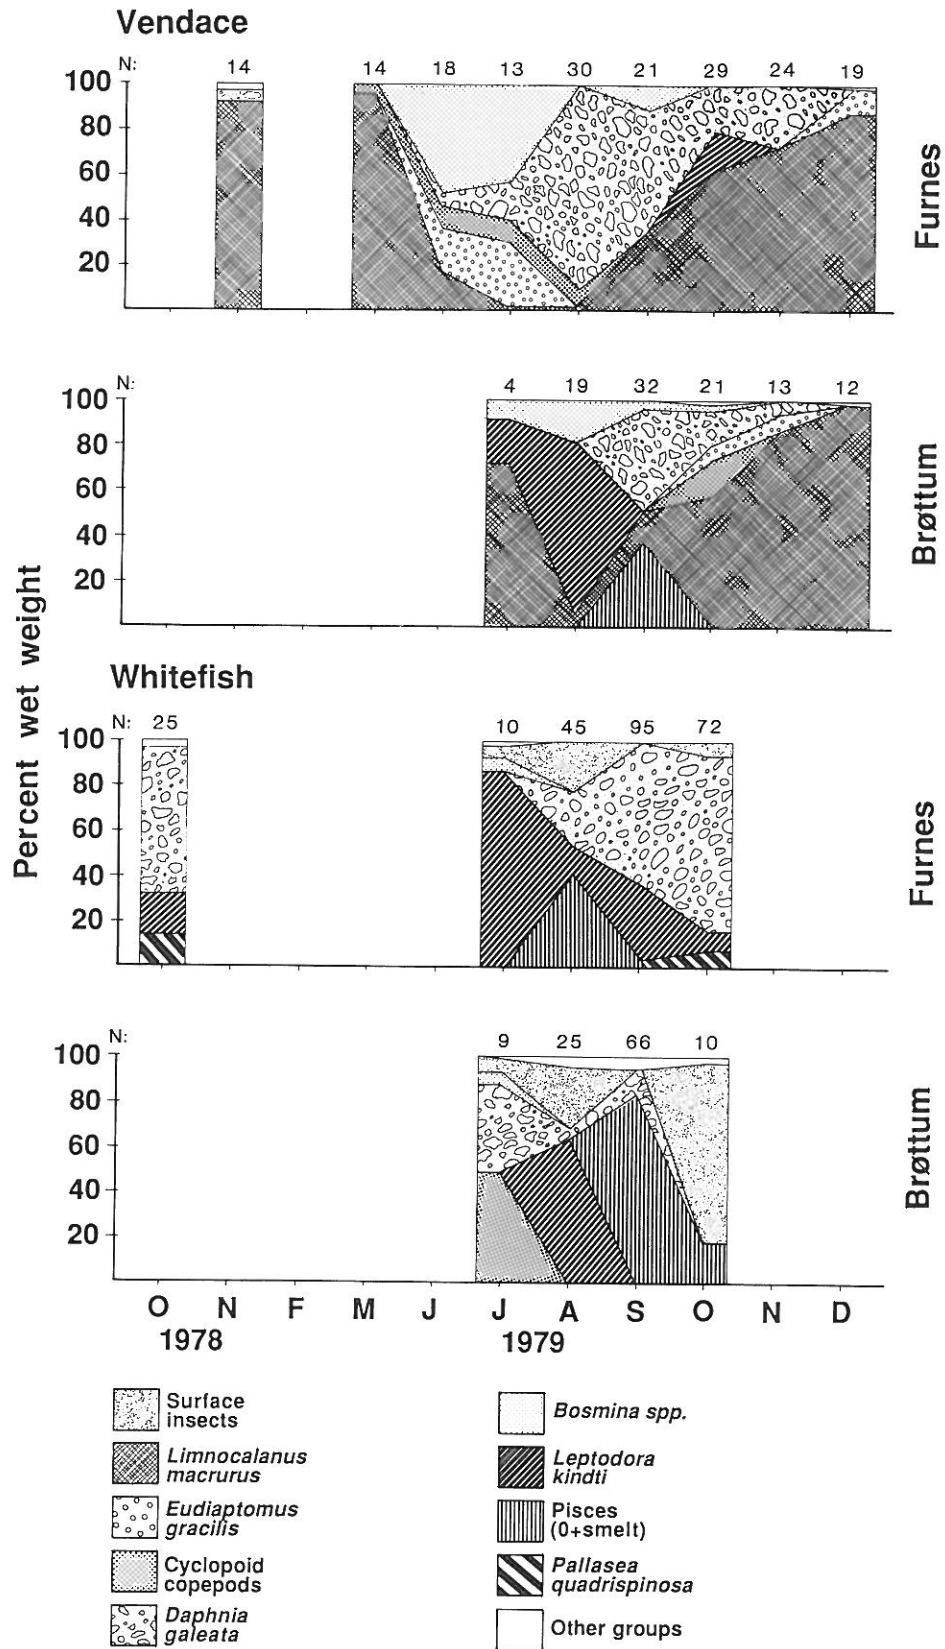 Vendace
N: 14 14 18 13 30 21 29 24 19
100
80
60
40
20
Furnes
N: 4 19 32 21 13 12
100
80
60
40
20
Brøttum
Percent wet weight
Whitefish
N: 25 10 45 95 72
100
80
60
40
20
Furnes
N: 9 25 66 10
100
80
60
40
20
Brøttum
O N F M J J A S O N D
1978 1979
Surface
insects
Limnocalanus
macrurus
Eudiaptomus
gracilis
Cyclopoid
copepods
Daphnia
galeata
Bosmina spp.
Leptodora
kindti
Pisces
(0+smelt)
Pallasea
quadrispinosa
Other groups